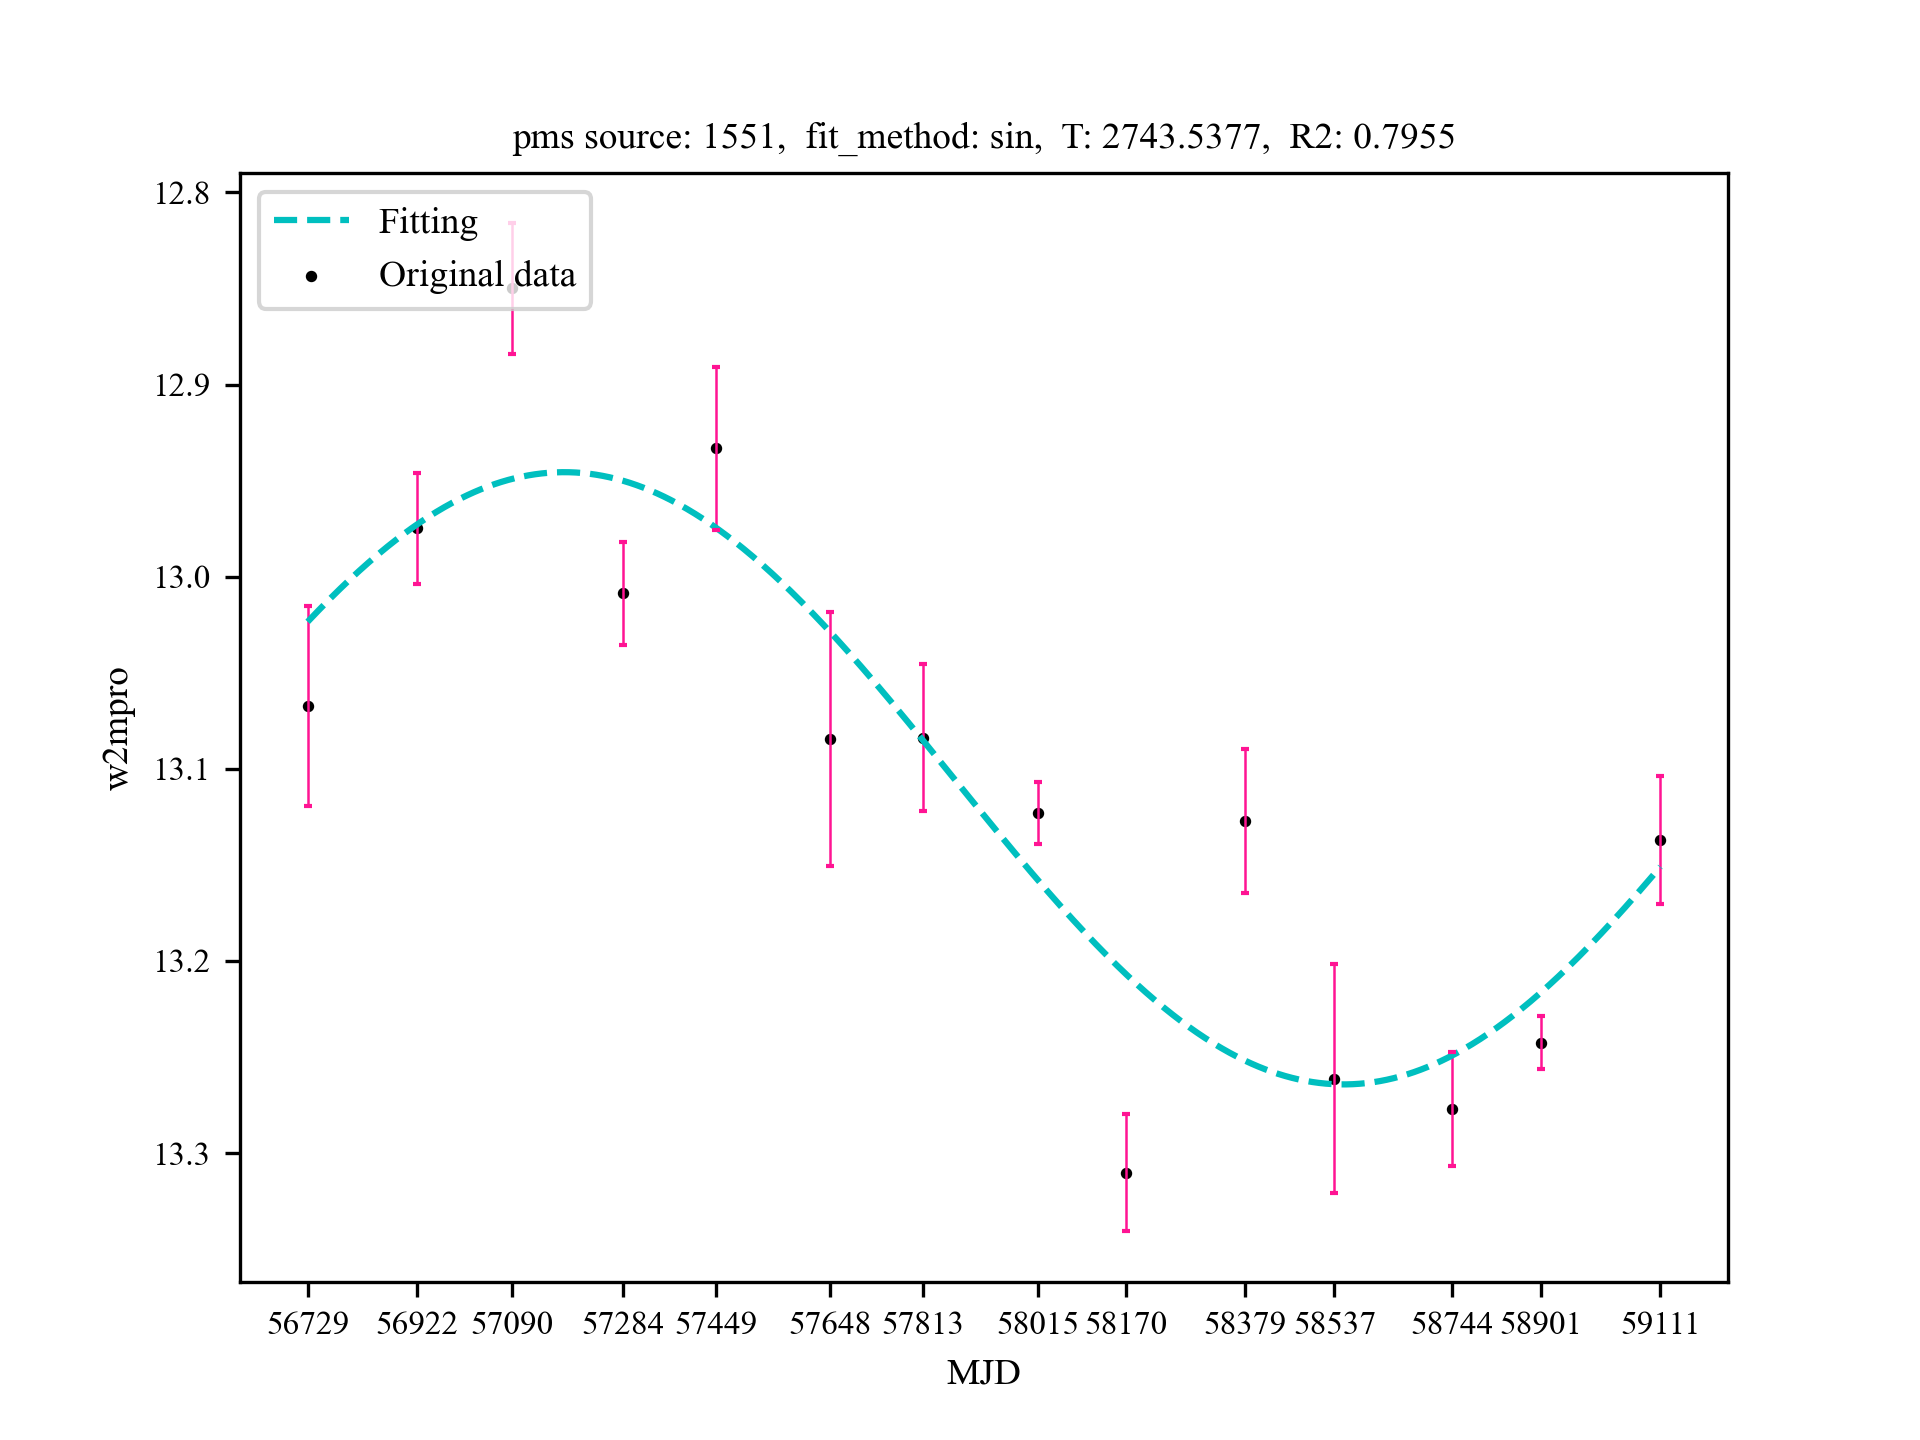 pms source: 1551, fit_method: sin, T: 2743.5377, R2: 0.7955
Fitting
Original data
12.8
12.9
13.0
13.1
13.2
13.3
w2mpro
56729 56922 57090 57284 57449 57648 57813 58015 58170 58379 58537 58744 58901 59111
MJD